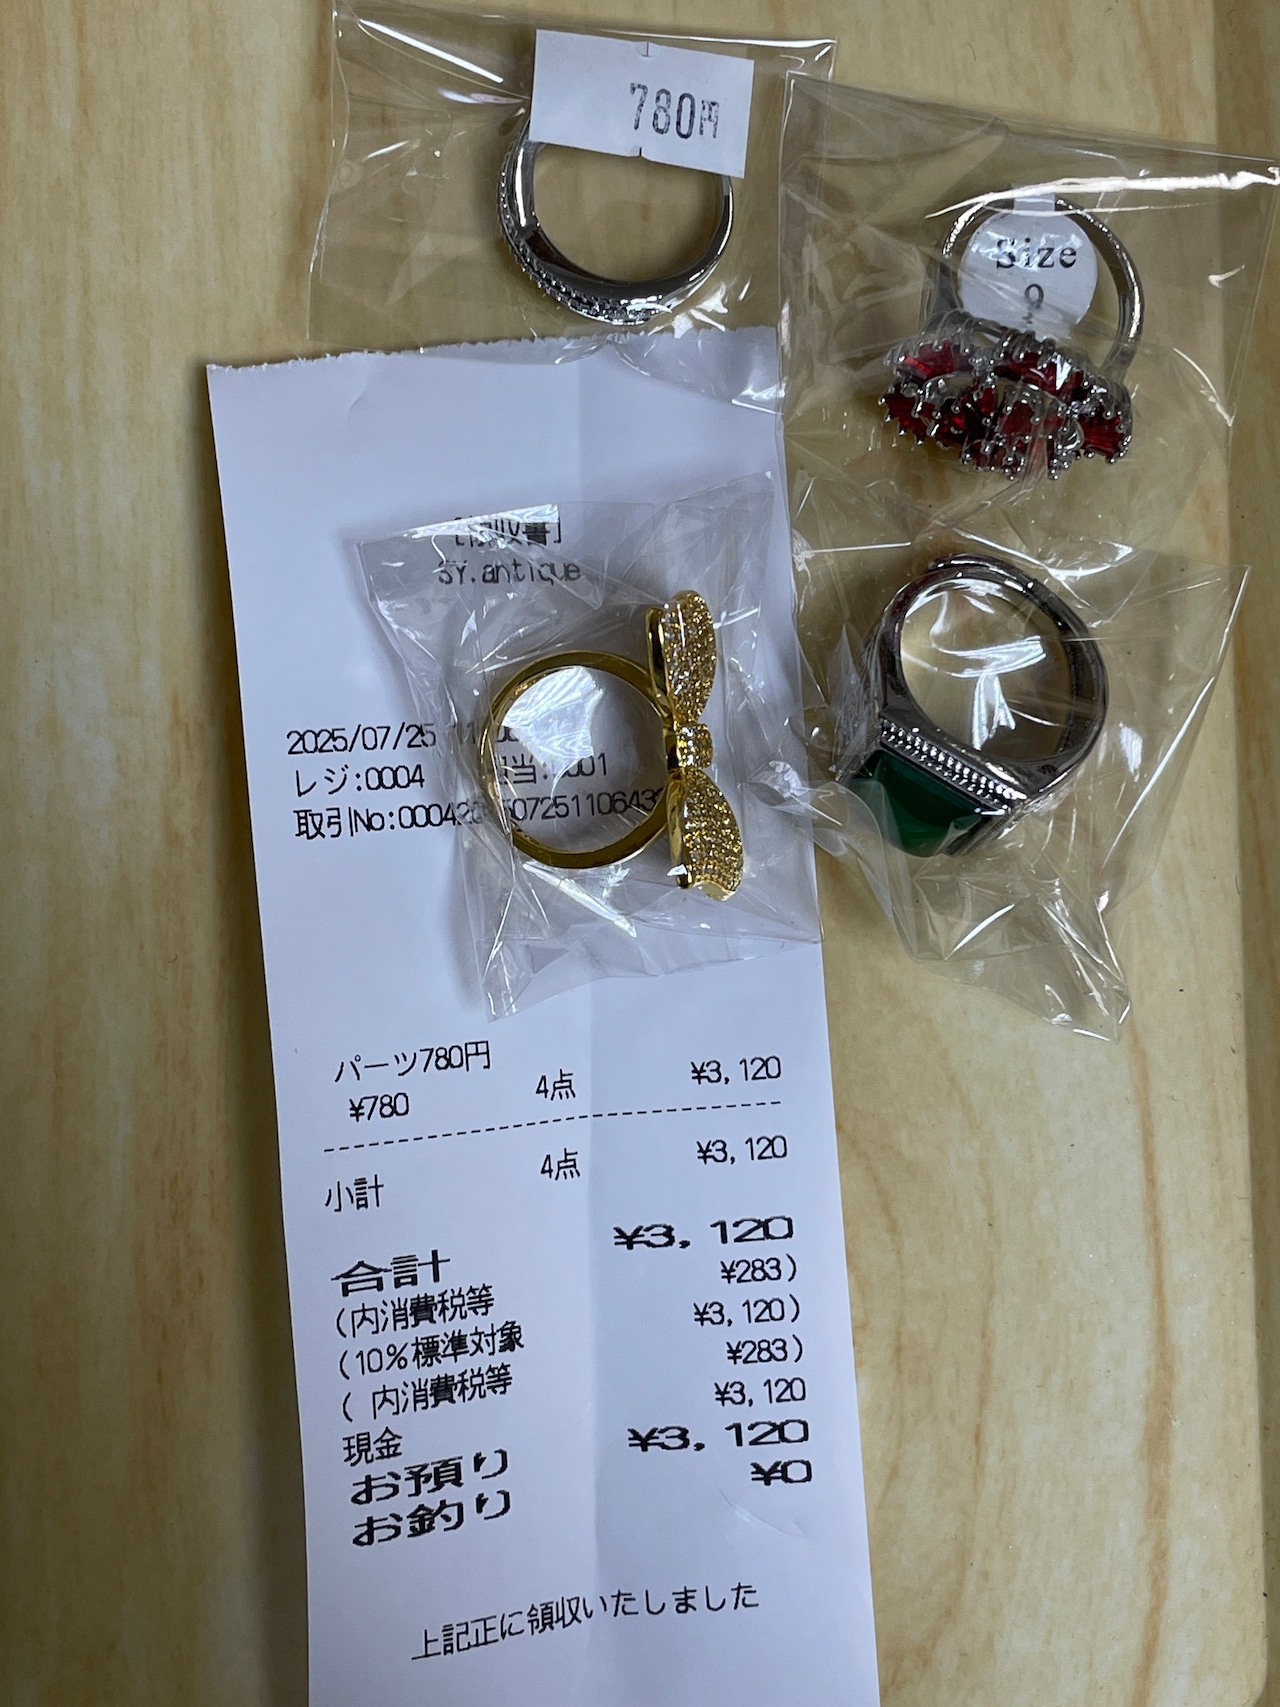 780円
Size
9
[領収書]
SY.antique
2025/07/25
レジ:0004
取引No:0004
パーツ780円
¥780 4点 ¥3,120
小計 4点 ¥3,120
合計 ¥3,120
(内消費税等 ¥283)
(10%標準対象 ¥3,120)
( 内消費税等 ¥283)
現金 ¥3,120
お預り ¥3,120
お釣り ¥0
上記正に領収いたしました